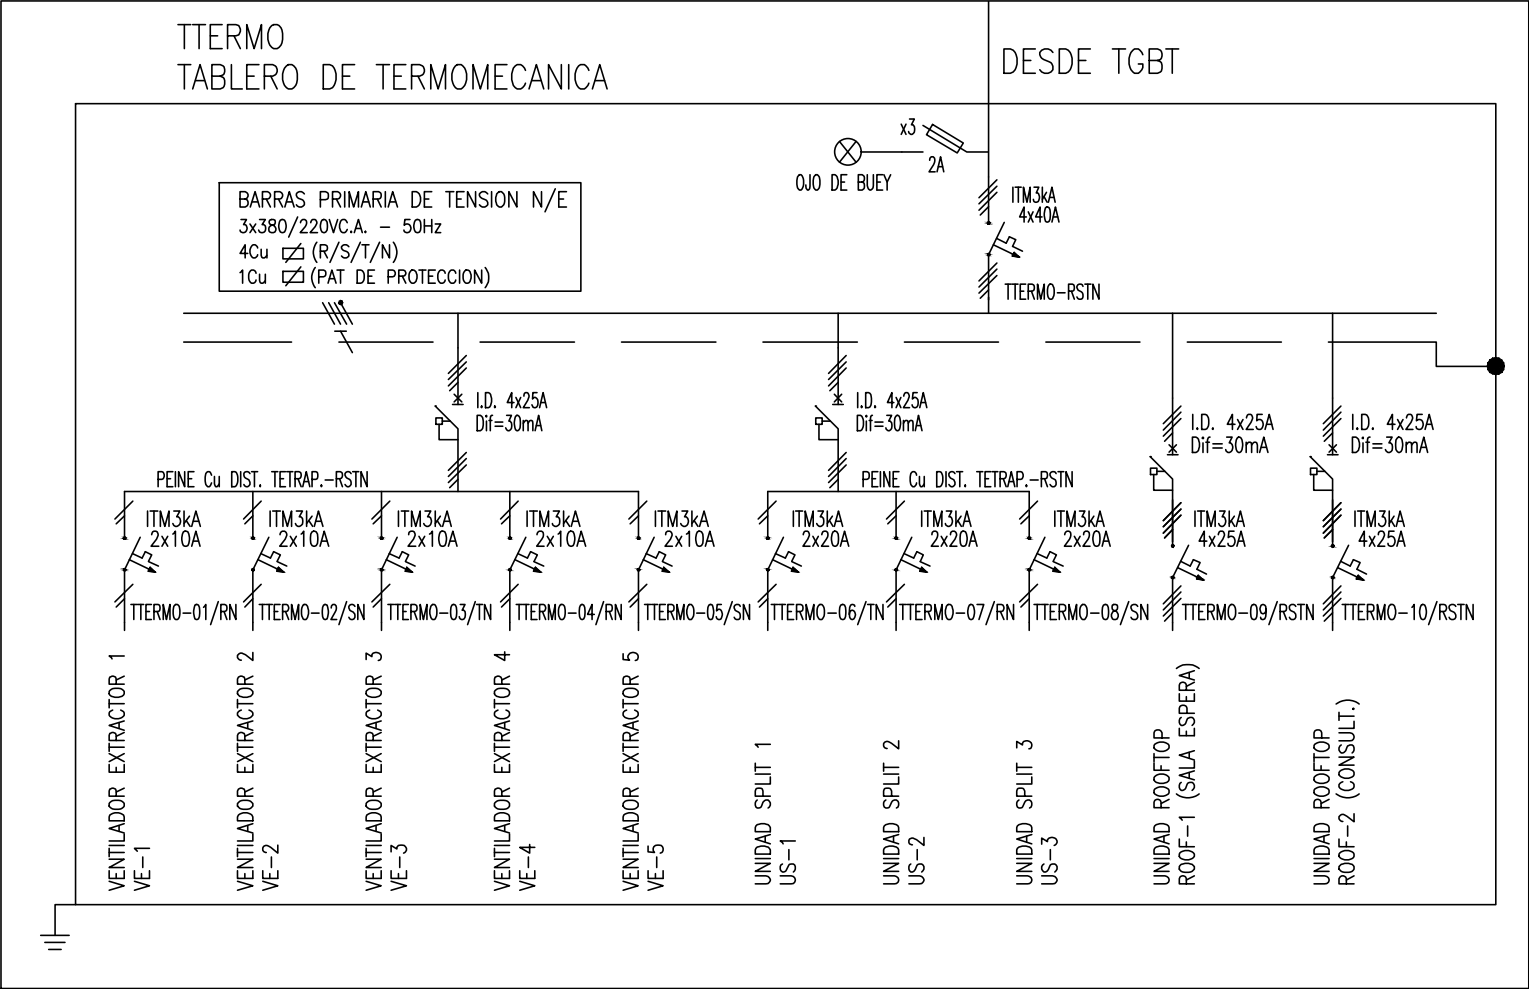 TTERMO
TABLERO DE TERMOMECANICA
DESDE TGBT
x3
2A
OJO DE BUEY
ITM3kA
4x40A
TTERMO-RSTN
BARRAS PRIMARIA DE TENSION N/E
3x380/220VC.A. - 50Hz
4Cu (R/S/T/N)
1Cu (PAT DE PROTECCION)
I.D. 4x25A
Dif=30mA
I.D. 4x25A
Dif=30mA
I.D. 4x25A
Dif=30mA
I.D. 4x25A
Dif=30mA
PEINE Cu DIST. TETRAP.-RSTN
PEINE Cu DIST. TETRAP.-RSTN
ITM3kA
2x10A
ITM3kA
2x10A
ITM3kA
2x10A
ITM3kA
2x10A
ITM3kA
2x10A
ITM3kA
2x20A
ITM3kA
2x20A
ITM3kA
2x20A
ITM3kA
4x25A
ITM3kA
4x25A
TTERMO-01/RN
TTERMO-02/SN
TTERMO-03/TN
TTERMO-04/RN
TTERMO-05/SN
TTERMO-06/TN
TTERMO-07/RN
TTERMO-08/SN
TTERMO-09/RSTN
TTERMO-10/RSTN
VENTILADOR EXTRACTOR 1
VE-1
VENTILADOR EXTRACTOR 2
VE-2
VENTILADOR EXTRACTOR 3
VE-3
VENTILADOR EXTRACTOR 4
VE-4
VENTILADOR EXTRACTOR 5
VE-5
UNIDAD SPLIT 1
US-1
UNIDAD SPLIT 2
US-2
UNIDAD SPLIT 3
US-3
UNIDAD ROOFTOP
ROOF-1 (SALA ESPERA)
UNIDAD ROOFTOP
ROOF-2 (CONSULT.)